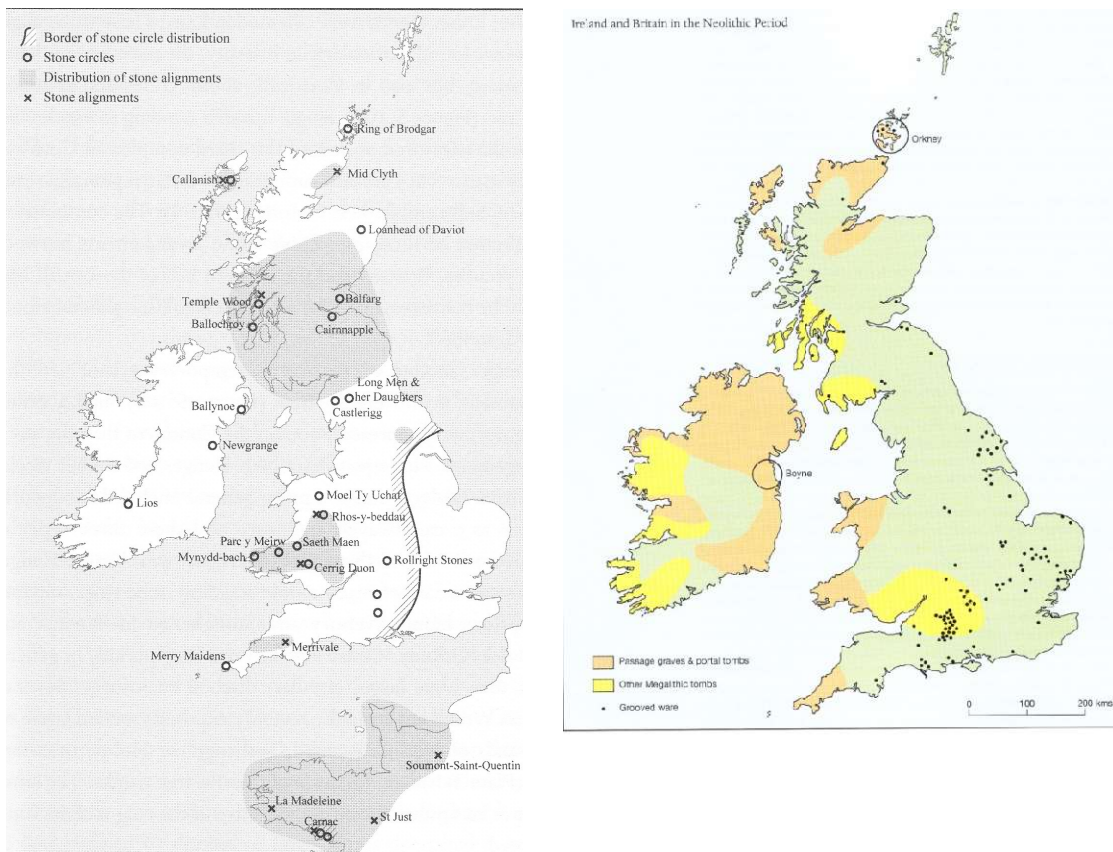 Border of stone circle distribution
Stone circles
Distribution of stone alignments
Stone alignments
Ring of Brodgar
Mid Clyth
Callanish
Loanhead of Daviot
Temple Wood
Balfarg
Ballochroy
Cairnnapple
Long Men &
her Daughters
Castlerigg
Ballynoe
Newgrange
Lios
Moel Ty Uchaf
Rhos-y-beddau
Parc y Meirw
Saeth Maen
Mynydd-bach
Cerrig Duon
Rollright Stones
Merrivale
Merry Maidens
Soumont-Saint-Quentin
La Madeleine
Carnac
St Just
Ireland and Britain in the Neolithic Period
Orkney
Boyne
Passage graves & portal tombs
Other Megalithic tombs
Grooved ware
0 100 200 kms